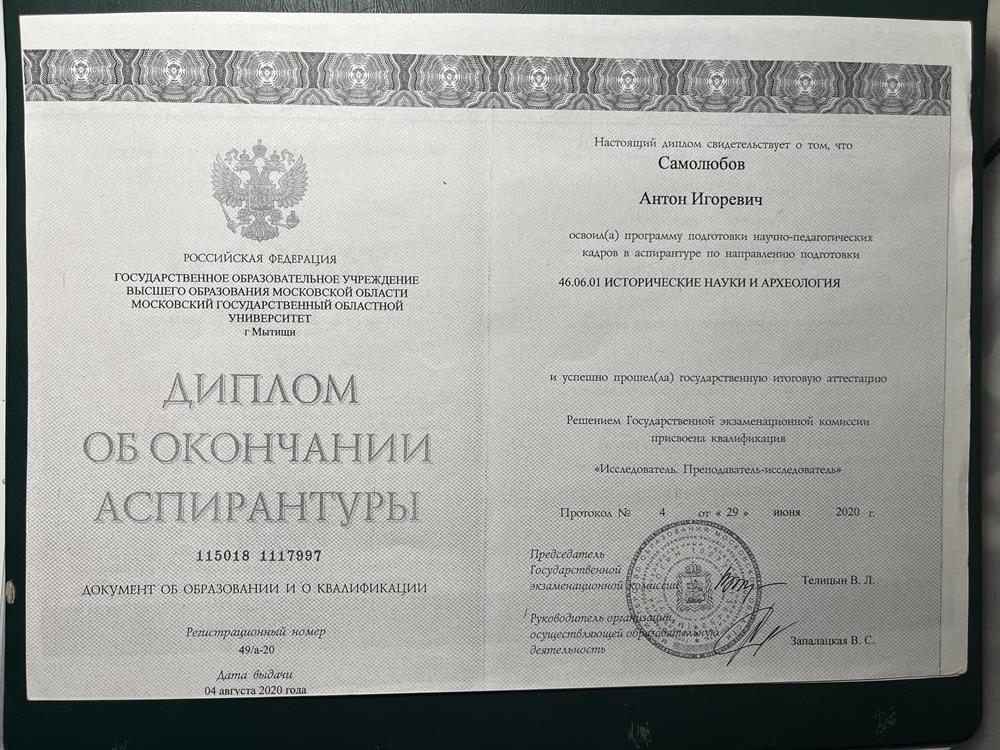 РОССИЙСКАЯ ФЕДЕРАЦИЯ
ГОСУДАРСТВЕННОЕ ОБРАЗОВАТЕЛЬНОЕ УЧРЕЖДЕНИЕ
ВЫСШЕГО ОБРАЗОВАНИЯ МОСКОВСКОЙ ОБЛАСТИ
МОСКОВСКИЙ ГОСУДАРСТВЕННЫЙ ОБЛАСТНОЙ
УНИВЕРСИТЕТ
г Мытищи
ДИПЛОМ
ОБ ОКОНЧАНИИ
АСПИРАНТУРЫ
115018 1117997
ДОКУМЕНТ ОБ ОБРАЗОВАНИИ И О КВАЛИФИКАЦИИ
Регистрационный номер
49/а-20
Дата выдачи
04 августа 2020 года
Настоящий диплом свидетельствует о том, что
Самолюбов
Антон Игоревич
освоил(а) программу подготовки научно-педагогических
кадров в аспирантуре по направлению подготовки
46.06.01 ИСТОРИЧЕСКИЕ НАУКИ И АРХЕОЛОГИЯ
и успешно прошел(ла) государственную итоговую аттестацию
Решением Государственной экзаменационной комиссии
присвоена квалификация
«Исследователь. Преподаватель-исследователь»
Протокол № 4 от « 29 » июня 2020 г.
Председатель
Государственной
экзаменационной комиссии Телицын В. Л.
Руководитель организации,
осуществляющей образовательную
деятельность Запалацкая В. С.